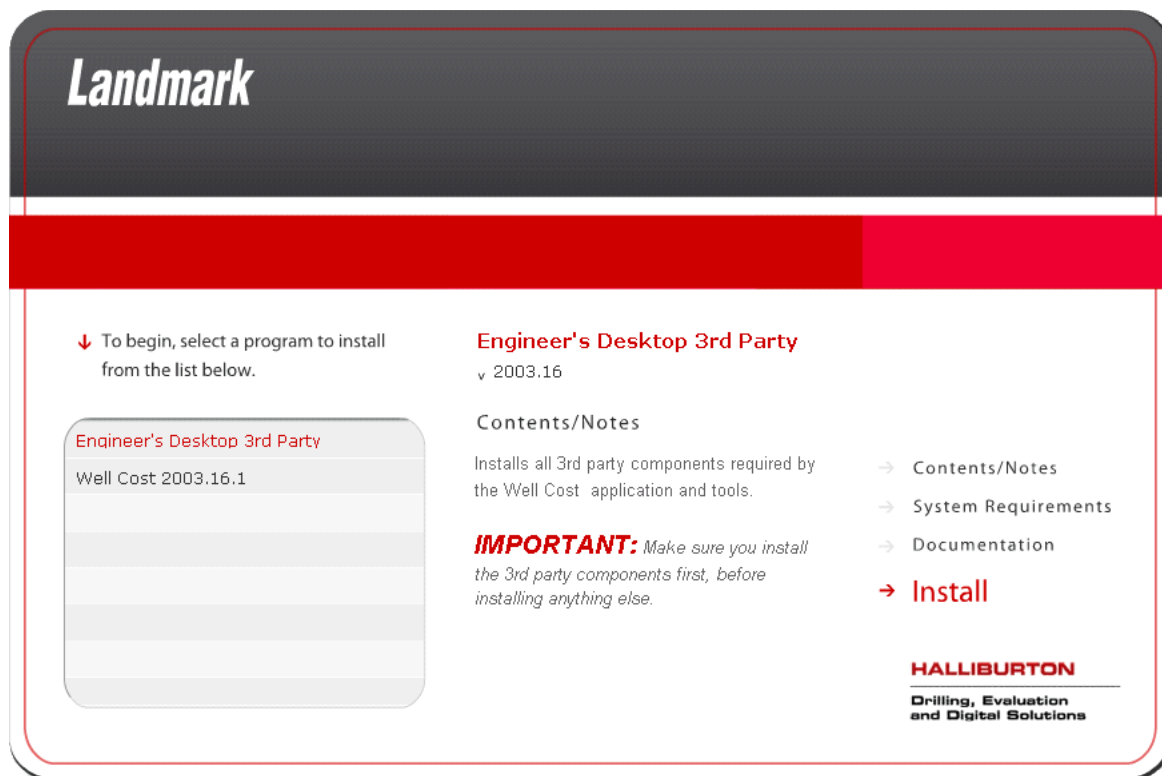 Landmark
To begin, select a program to install
from the list below.
Engineer's Desktop 3rd Party
Well Cost 2003.16.1
Engineer's Desktop 3rd Party
v 2003.16
Contents/Notes
Installs all 3rd party components required by
the Well Cost application and tools.
IMPORTANT: Make sure you install
the 3rd party components first, before
installing anything else.
Contents/Notes
System Requirements
Documentation
Install
HALLIBURTON
Drilling, Evaluation
and Digital Solutions